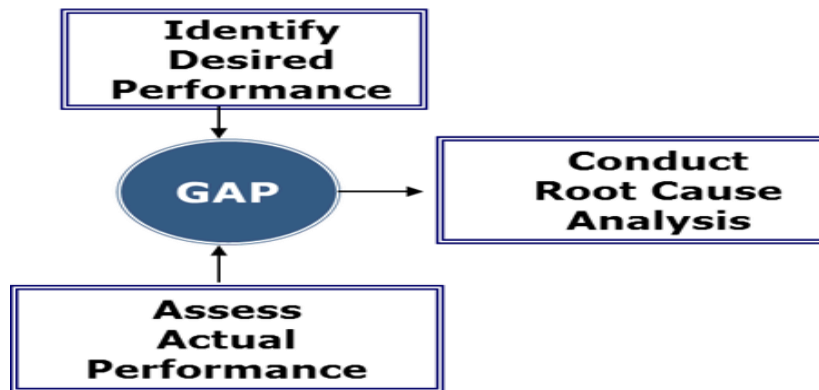 Identify
Desired
Performance
GAP
Conduct
Root Cause
Analysis
Assess
Actual
Performance